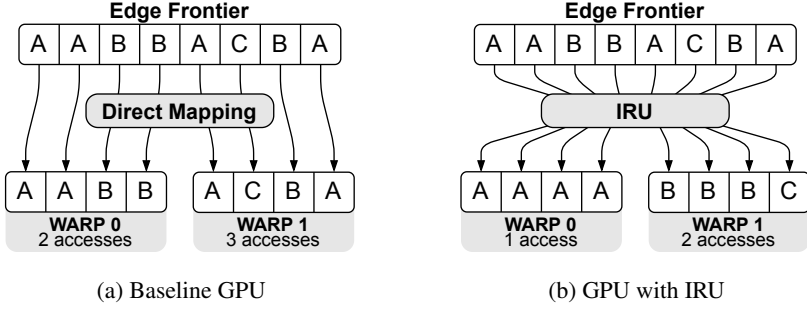 Edge Frontier
A A B B A C B A
Direct Mapping
A A B B
A C B A
WARP 0
2 accesses
WARP 1
3 accesses
(a) Baseline GPU
Edge Frontier
A A B B A C B A
IRU
A A A A
B B B C
WARP 0
1 access
WARP 1
2 accesses
(b) GPU with IRU